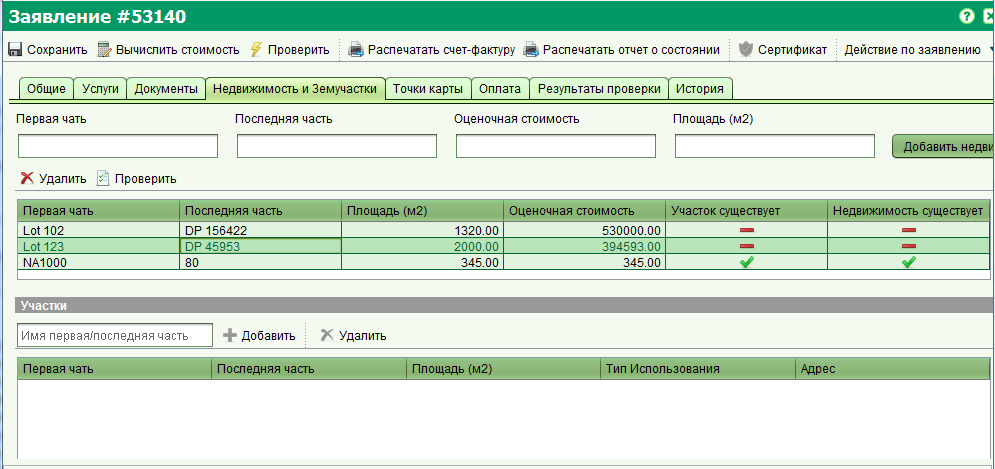 Заявление #53140
Сохранить Вычислить стоимость Проверить Распечатать счет-фактуру Распечатать отчет о состоянии Сертификат Действие по заявлению
Общие Услуги Документы Недвижимость иЗемучастки Точки карты Оплата Результаты проверки История
Первая чать Последняя часть Оценочная стоимость Площадь (м2)
Добавить недви
Удалить Проверить
Первая чать Последняя часть Площадь (м2) Оценочная стоимость Участок существует Недвижимость существует
Lot 102 DP 156422 1320.00 530000.00
Lot 123 DP 45953 2000.00 394593.00
NA1000 80 345.00 345.00
Участки
Имя первая/последняя часть Добавить Удалить
Первая чать Последняя часть Площадь (м2) Тип Использования Адрес